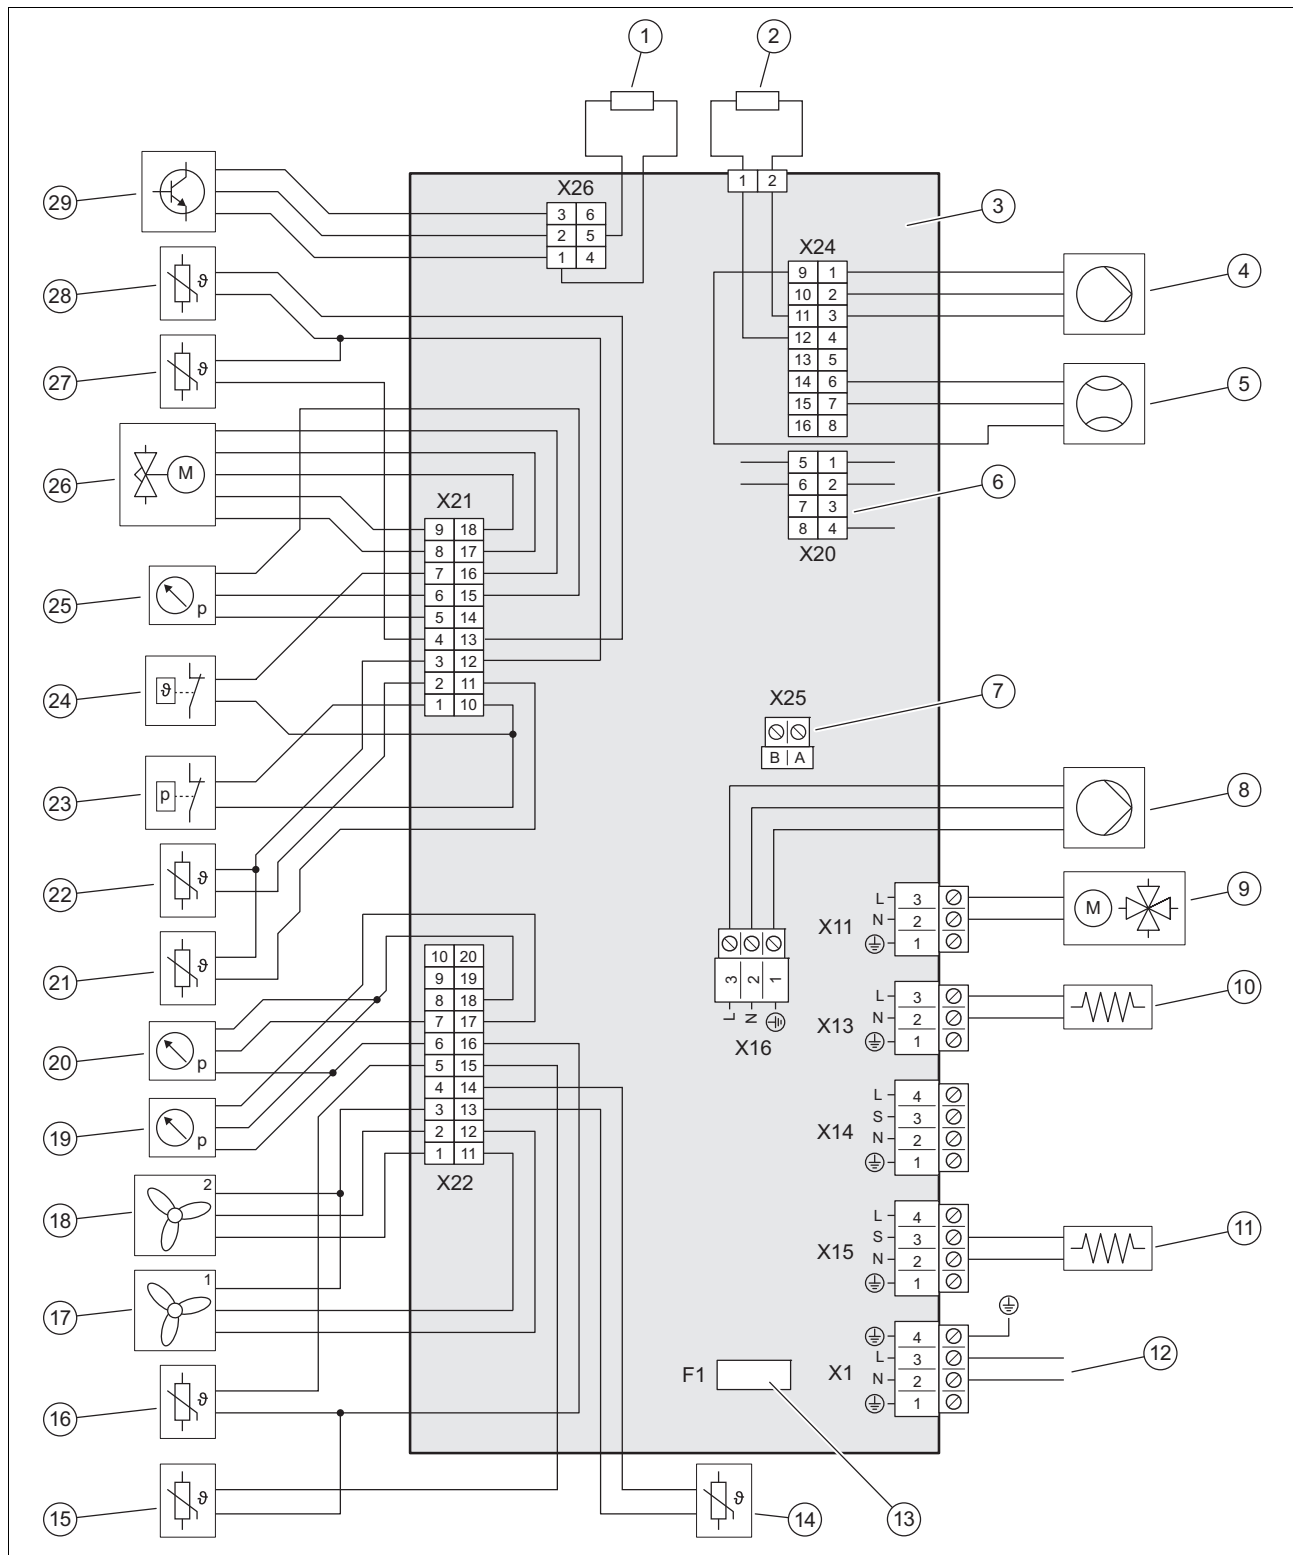 1 2
29 X26
3 6
2 5
1 4
1 2
3
X24
9 1
10 2
11 3
12 4
13 5
14 6
15 7
16 8
4
5
28 ϑ
27 ϑ
26 M
5 1
6 2
7 3
8 4
X20
6
X21
9 18
8 17
7 16
6 15
5 14
4 13
3 12
2 11
1 10
25 p
24 ϑ
23 p
22 ϑ
21 ϑ
X25
B A
7
8
X11
L 3
N 2
1
M 9
3 2 1
L N
X16
X13
L 3
N 2
1
10
10 20
9 19
8 18
7 17
6 16
5 15
4 14
3 13
2 12
1 11
X22
20 p
19 p
X14
L 4
S 3
N 2
1
18 2
17 1
X15
L 4
S 3
N 2
1
11
F1
X1
4
L 3
N 2
1
12
16 ϑ
15 ϑ
ϑ 14
13